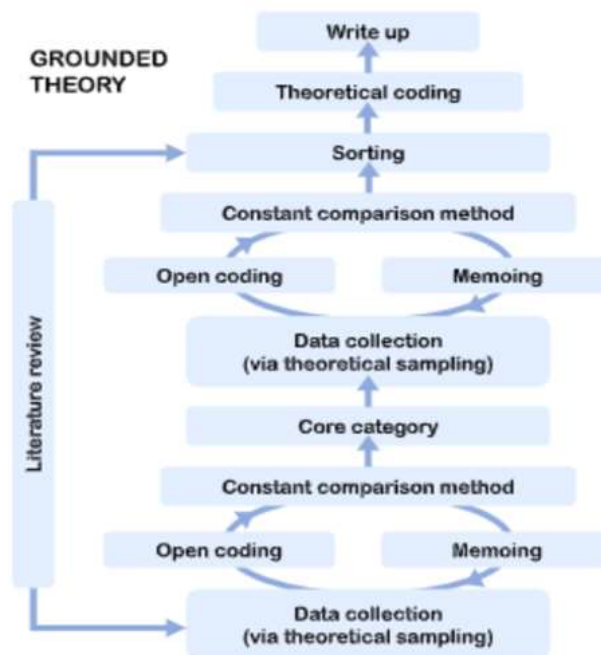 Write up
GROUNDED
THEORY
Theoretical coding
Sorting
Constant comparison method
Open coding
Memoing
Data collection
(via theoretical sampling)
Core category
Constant comparison method
Open coding
Memoing
Data collection
(via theoretical sampling)
Literature review